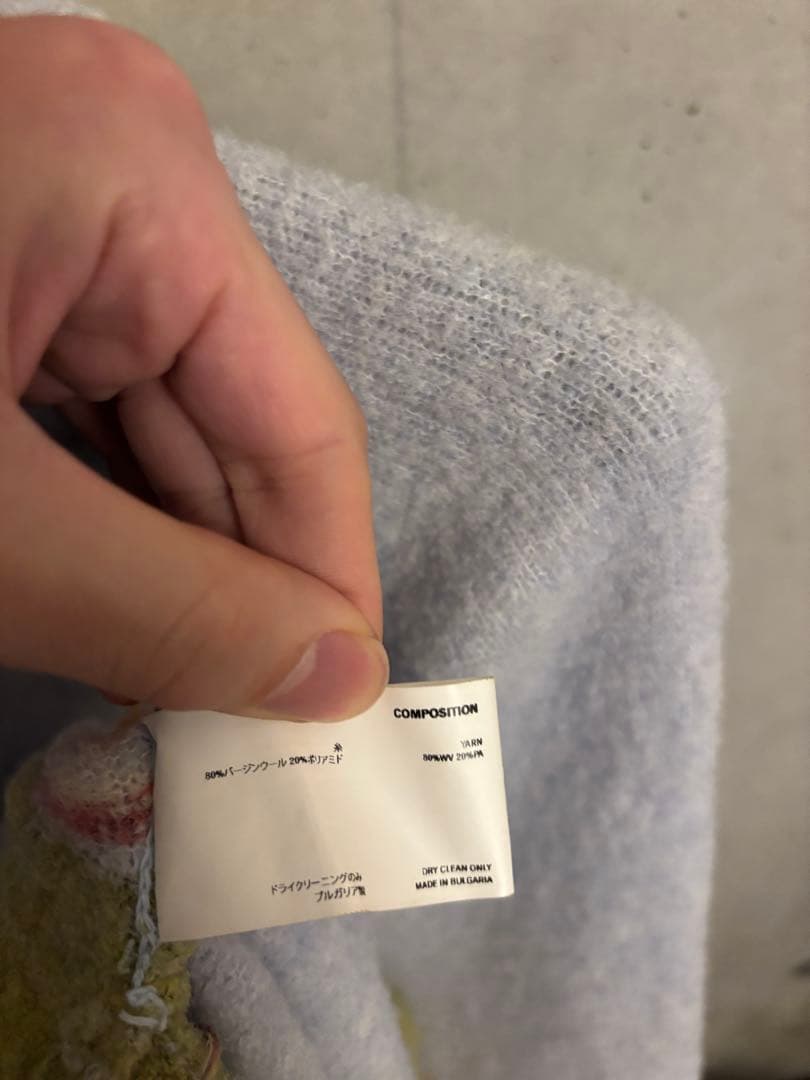 COMPOSITION
糸
80%バージンウール 20%ポリアミド
YARN
80%WV 20%PA
ドライクリーニングのみ
ブルガリア製
DRY CLEAN ONLY
MADE IN BULGARIA